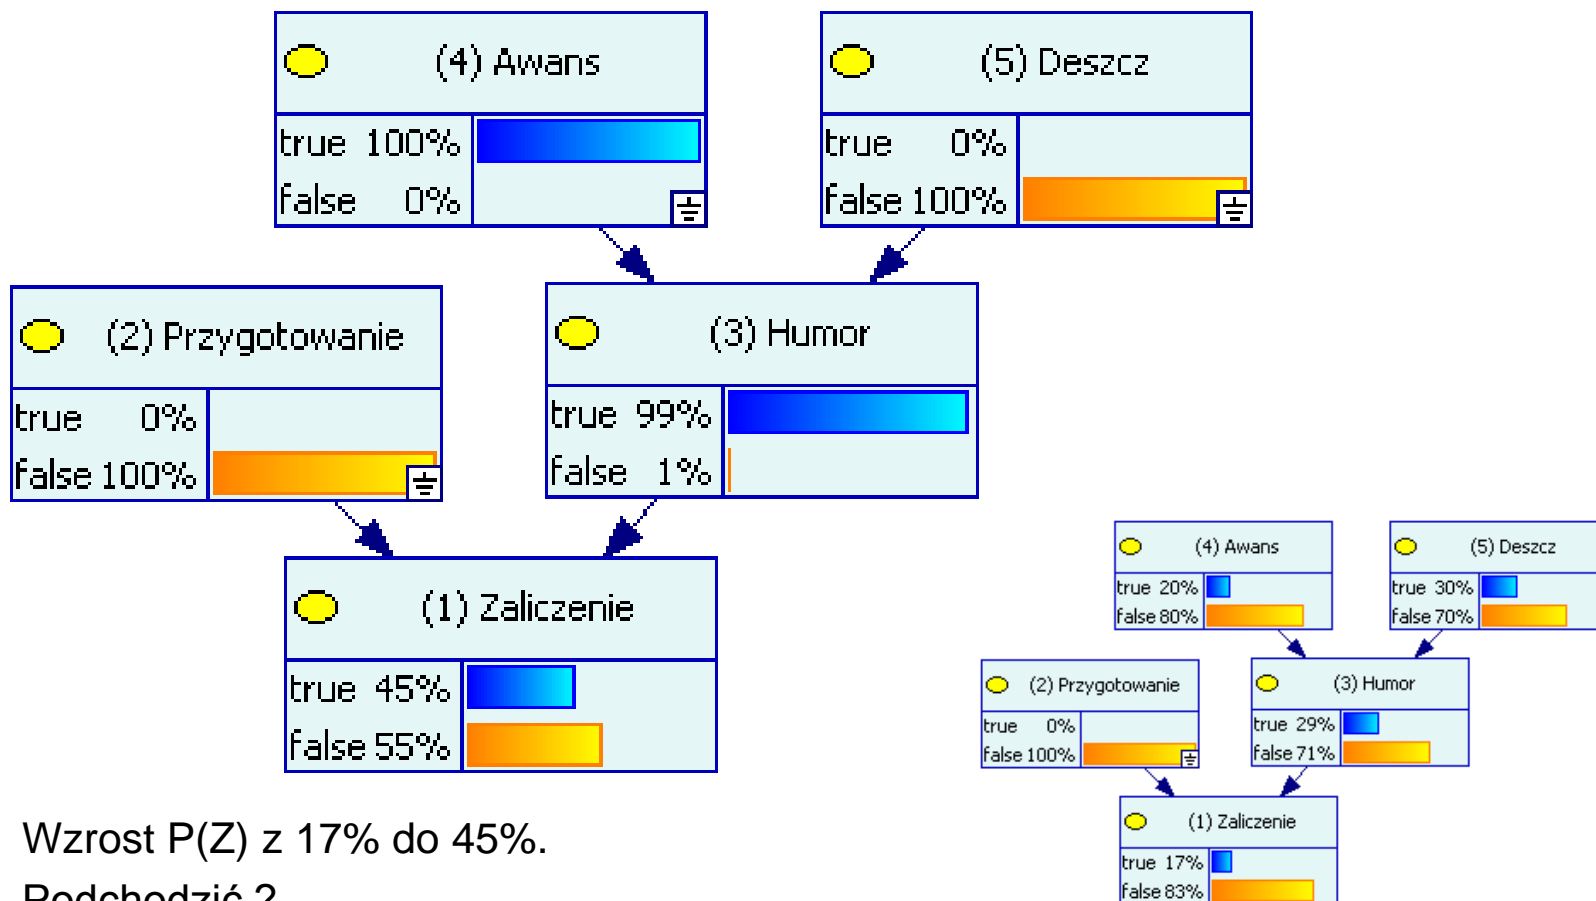 (4) Awans
true 100%
false 0%
(5) Deszcz
true 0%
false 100%
(2) Przygotowanie
true 0%
false 100%
(3) Humor
true 99%
false 1%
(1) Zaliczenie
true 45%
false 55%
(4) Awans
true 20%
false 80%
(5) Deszcz
true 30%
false 70%
(2) Przygotowanie
true 0%
false 100%
(3) Humor
true 29%
false 71%
(1) Zaliczenie
true 17%
false 83%
Wzrost P(Z) z 17% do 45%.
Podchodzić ?